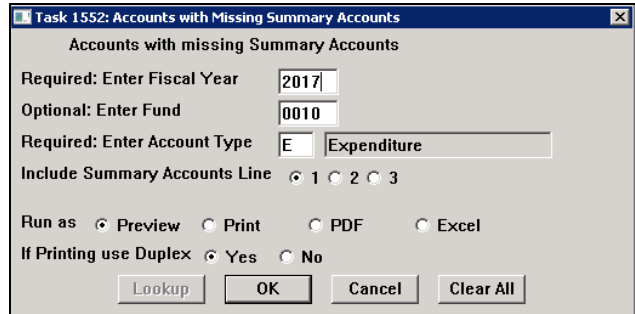 Task 1552: Accounts with Missing Summary Accounts
Accounts with missing Summary Accounts
Required: Enter Fiscal Year 2017
Optional: Enter Fund 0010
Required: Enter Account Type E Expenditure
Include Summary Accounts Line 1 2 3
Run as Preview Print PDF Excel
If Printing use Duplex Yes No
Lookup OK Cancel Clear All